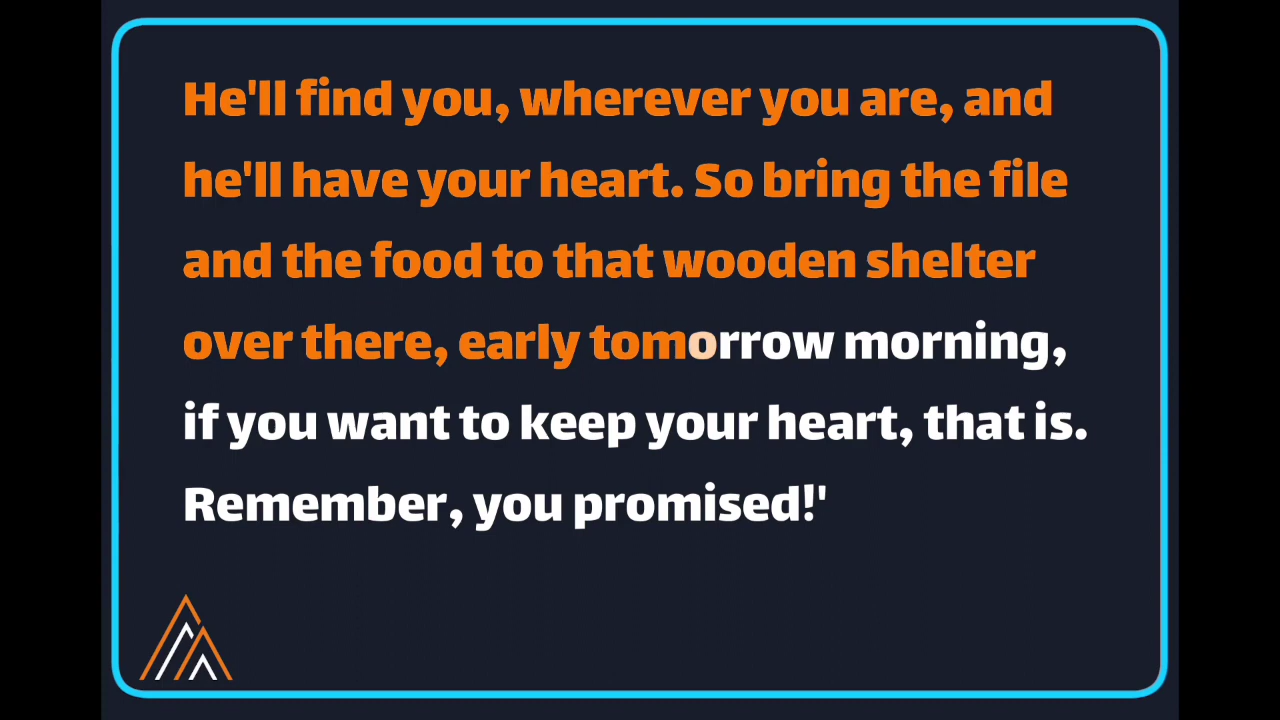 He'll find you, wherever you are, and
he'll have your heart. So bring the file
and the food to that wooden shelter
over there, early tomorrow morning,
if you want to keep your heart, that is.
Remember, you promised!'